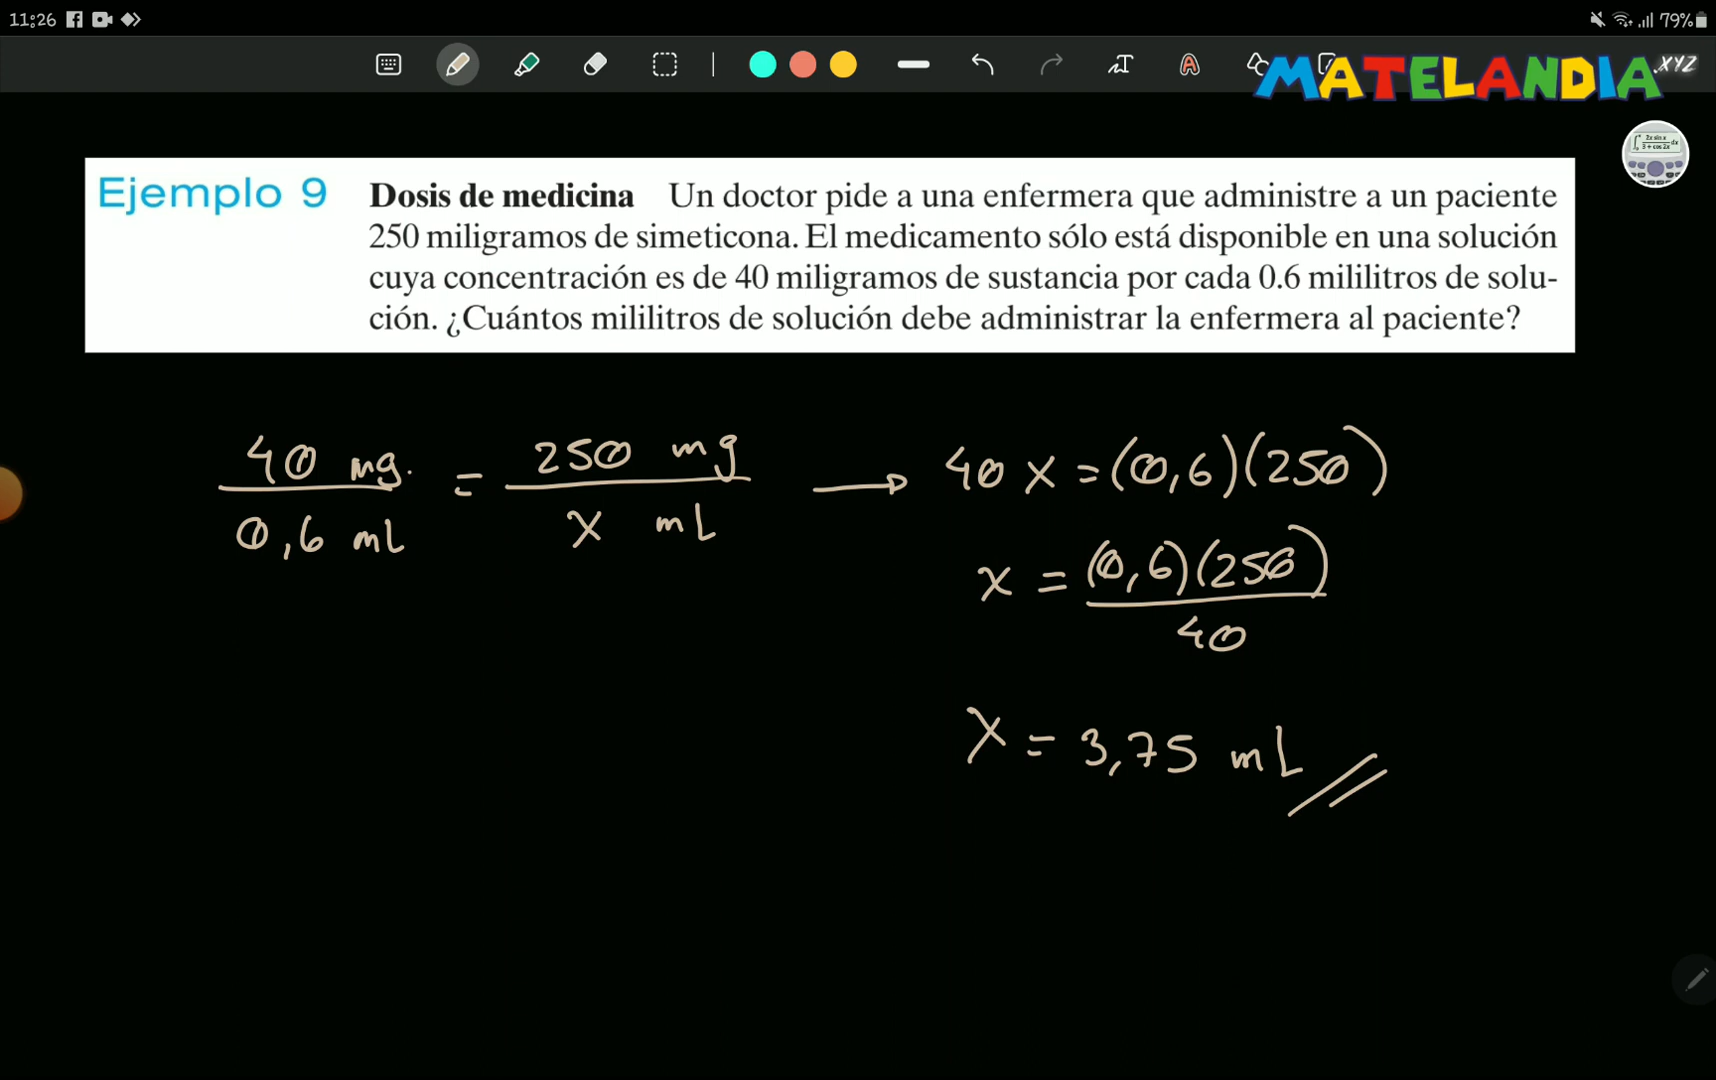 11:26
79%
MATELANDIA.XYZ
Ejemplo 9 Dosis de medicina Un doctor pide a una enfermera que administre a un paciente
250 miligramos de simeticona. El medicamento sólo está disponible en una solución
cuya concentración es de 40 miligramos de sustancia por cada 0.6 mililitros de solu-
ción. ¿Cuántos mililitros de solución debe administrar la enfermera al paciente?
40 mg. / 0,6 mL = 250 mg / x mL → 40 x = (0,6)(250)
x = (0,6)(250) / 40
x = 3,75 mL